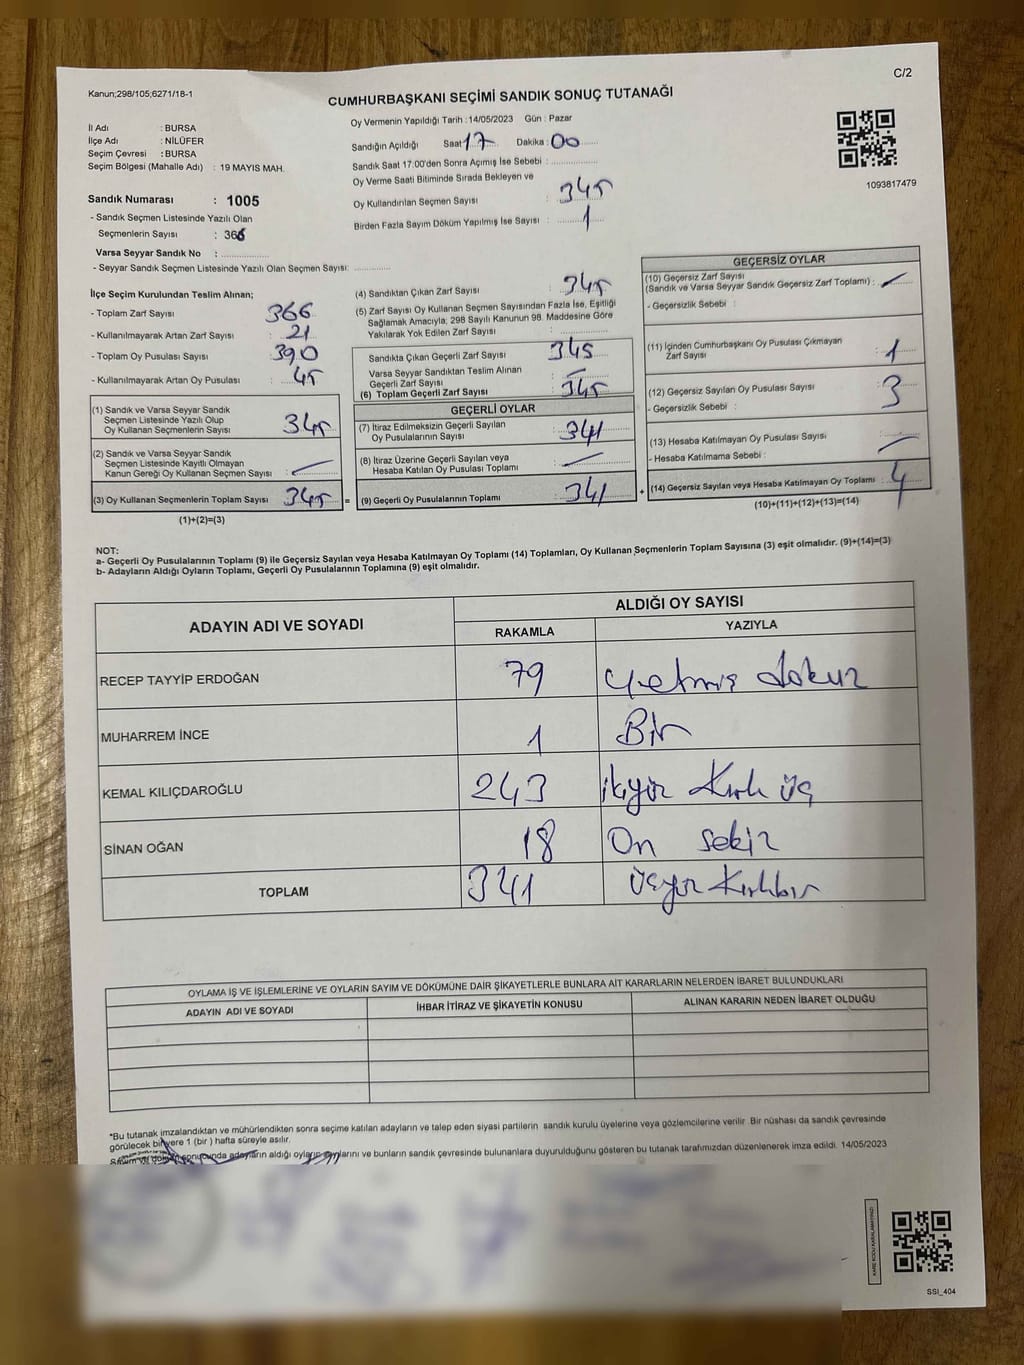 C/2
Kanun;298/105;6271/18-1
CUMHURBAŞKANI SEÇİMİ SANDIK SONUÇ TUTANAĞI
Oy Vermenin Yapıldığı Tarih : 14/05/2023 Gün : Pazar
İl Adı : BURSA
İlçe Adı : NİLÜFER
Seçim Çevresi : BURSA
Seçim Bölgesi (Mahalle Adı) : 19 MAYIS MAH.
Sandığın Açıldığı Saat 17 Dakika : 00
Sandık Saat 17:00'den Sonra Açımış İse Sebebi :
Oy Verme Saati Bitiminde Sırada Bekleyen ve
Oy Kullandırılan Seçmen Sayısı : 345
Birden Fazla Sayım Döküm Yapılmış İse Sayısı : 1
1093817479
Sandık Numarası : 1005
- Sandık Seçmen Listesinde Yazılı Olan
Seçmenlerin Sayısı : 366
Varsa Seyyar Sandık No :
- Seyyar Sandık Seçmen Listesinde Yazılı Olan Seçmen Sayısı:
İlçe Seçim Kurulundan Teslim Alınan;
- Toplam Zarf Sayısı : 366
- Kullanılmayarak Artan Zarf Sayısı : 21
- Toplam Oy Pusulası Sayısı : 390
- Kullanılmayarak Artan Oy Pusulası : 45
(1) Sandık ve Varsa Seyyar Sandık
Seçmen Listesinde Yazılı Olup
Oy Kullanan Seçmenlerin Sayısı : 345
(2) Sandık ve Varsa Seyyar Sandık
Seçmen Listesinde Kayıtlı Olmayan
Kanun Gereği Oy Kullanan Seçmen Sayısı : –
(3) Oy Kullanan Seçmenlerin Toplam Sayısı : 345 =
(1)+(2)=(3)
(4) Sandıktan Çıkan Zarf Sayısı : 345
(5) Zarf Sayısı Oy Kullanan Seçmen Sayısından Fazla İse, Eşitliği
Sağlamak Amacıyla; 298 Sayılı Kanunun 98. Maddesine Göre
Yakılarak Yok Edilen Zarf Sayısı :
Sandıkta Çıkan Geçerli Zarf Sayısı : 345
Varsa Seyyar Sandıktan Teslim Alınan
Geçerli Zarf Sayısı : –
(6) Toplam Geçerli Zarf Sayısı : 345
GEÇERLİ OYLAR
(7) İtiraz Edilmeksizin Geçerli Sayılan
Oy Pusulalarının Sayısı : 341
(8) İtiraz Üzerine Geçerli Sayılan veya
Hesaba Katılan Oy Pusulası Toplamı : –
(9) Geçerli Oy Pusulalarının Toplamı : 341 +
GEÇERSİZ OYLAR
(10) Geçersiz Zarf Sayısı
(Sandık ve Varsa Seyyar Sandık Geçersiz Zarf Toplamı) : –
- Geçersizlik Sebebi :
(11) İçinden Cumhurbaşkanı Oy Pusulası Çıkmayan
Zarf Sayısı : 1
(12) Geçersiz Sayılan Oy Pusulası Sayısı : 3
- Geçersizlik Sebebi :
(13) Hesaba Katılmayan Oy Pusulası Sayısı : –
- Hesaba Katılmama Sebebi :
(14) Geçersiz Sayılan veya Hesaba Katılmayan Oy Toplamı : 4
(10)+(11)+(12)+(13)=(14)
NOT:
a- Geçerli Oy Pusulalarının Toplamı (9) ile Geçersiz Sayılan veya Hesaba Katılmayan Oy Toplamı (14) Toplamları, Oy Kullanan Seçmenlerin Toplam Sayısına (3) eşit olmalıdır. (9)+(14)=(3)
b- Adayların Aldığı Oyların Toplamı, Geçerli Oy Pusulalarının Toplamına (9) eşit olmalıdır.
ADAYIN ADI VE SOYADI ALDIĞI OY SAYISI
RAKAMLA YAZIYLA
RECEP TAYYİP ERDOĞAN 79 yetmiş dokuz
MUHARREM İNCE 1 Bir
KEMAL KILIÇDAROĞLU 243 ikiyüz Kırk üç
SİNAN OĞAN 18 On sekiz
TOPLAM 341 üçyüz Kırkbir
OYLAMA İŞ VE İŞLEMLERİNE VE OYLARIN SAYIM VE DÖKÜMÜNE DAİR ŞİKAYETLERLE BUNLARA AİT KARARLARIN NELERDEN İBARET BULUNDUKLARI
ADAYIN ADI VE SOYADI İHBAR İTİRAZ VE ŞİKAYETİN KONUSU ALINAN KARARIN NEDEN İBARET OLDUĞU
*Bu tutanak imzalandıktan ve mühürlendikten sonra seçime katılan adayların ve talep eden siyasi partilerin sandık kurulu üyelerine veya gözlemcilerine verilir. Bir nüshası da sandık çevresinde
görülecek bir yere 1 (bir) hafta süreyle asılır.
Sayım ve döküm sonucunda adayların aldığı oyların sayılarını ve bunların sandık çevresinde bulunanlara duyurulduğunu gösteren bu tutanak tarafımızdan düzenlenerek imza edildi. 14/05/2023
KARE KODU KARALAMAYINIZ!
SSI_404